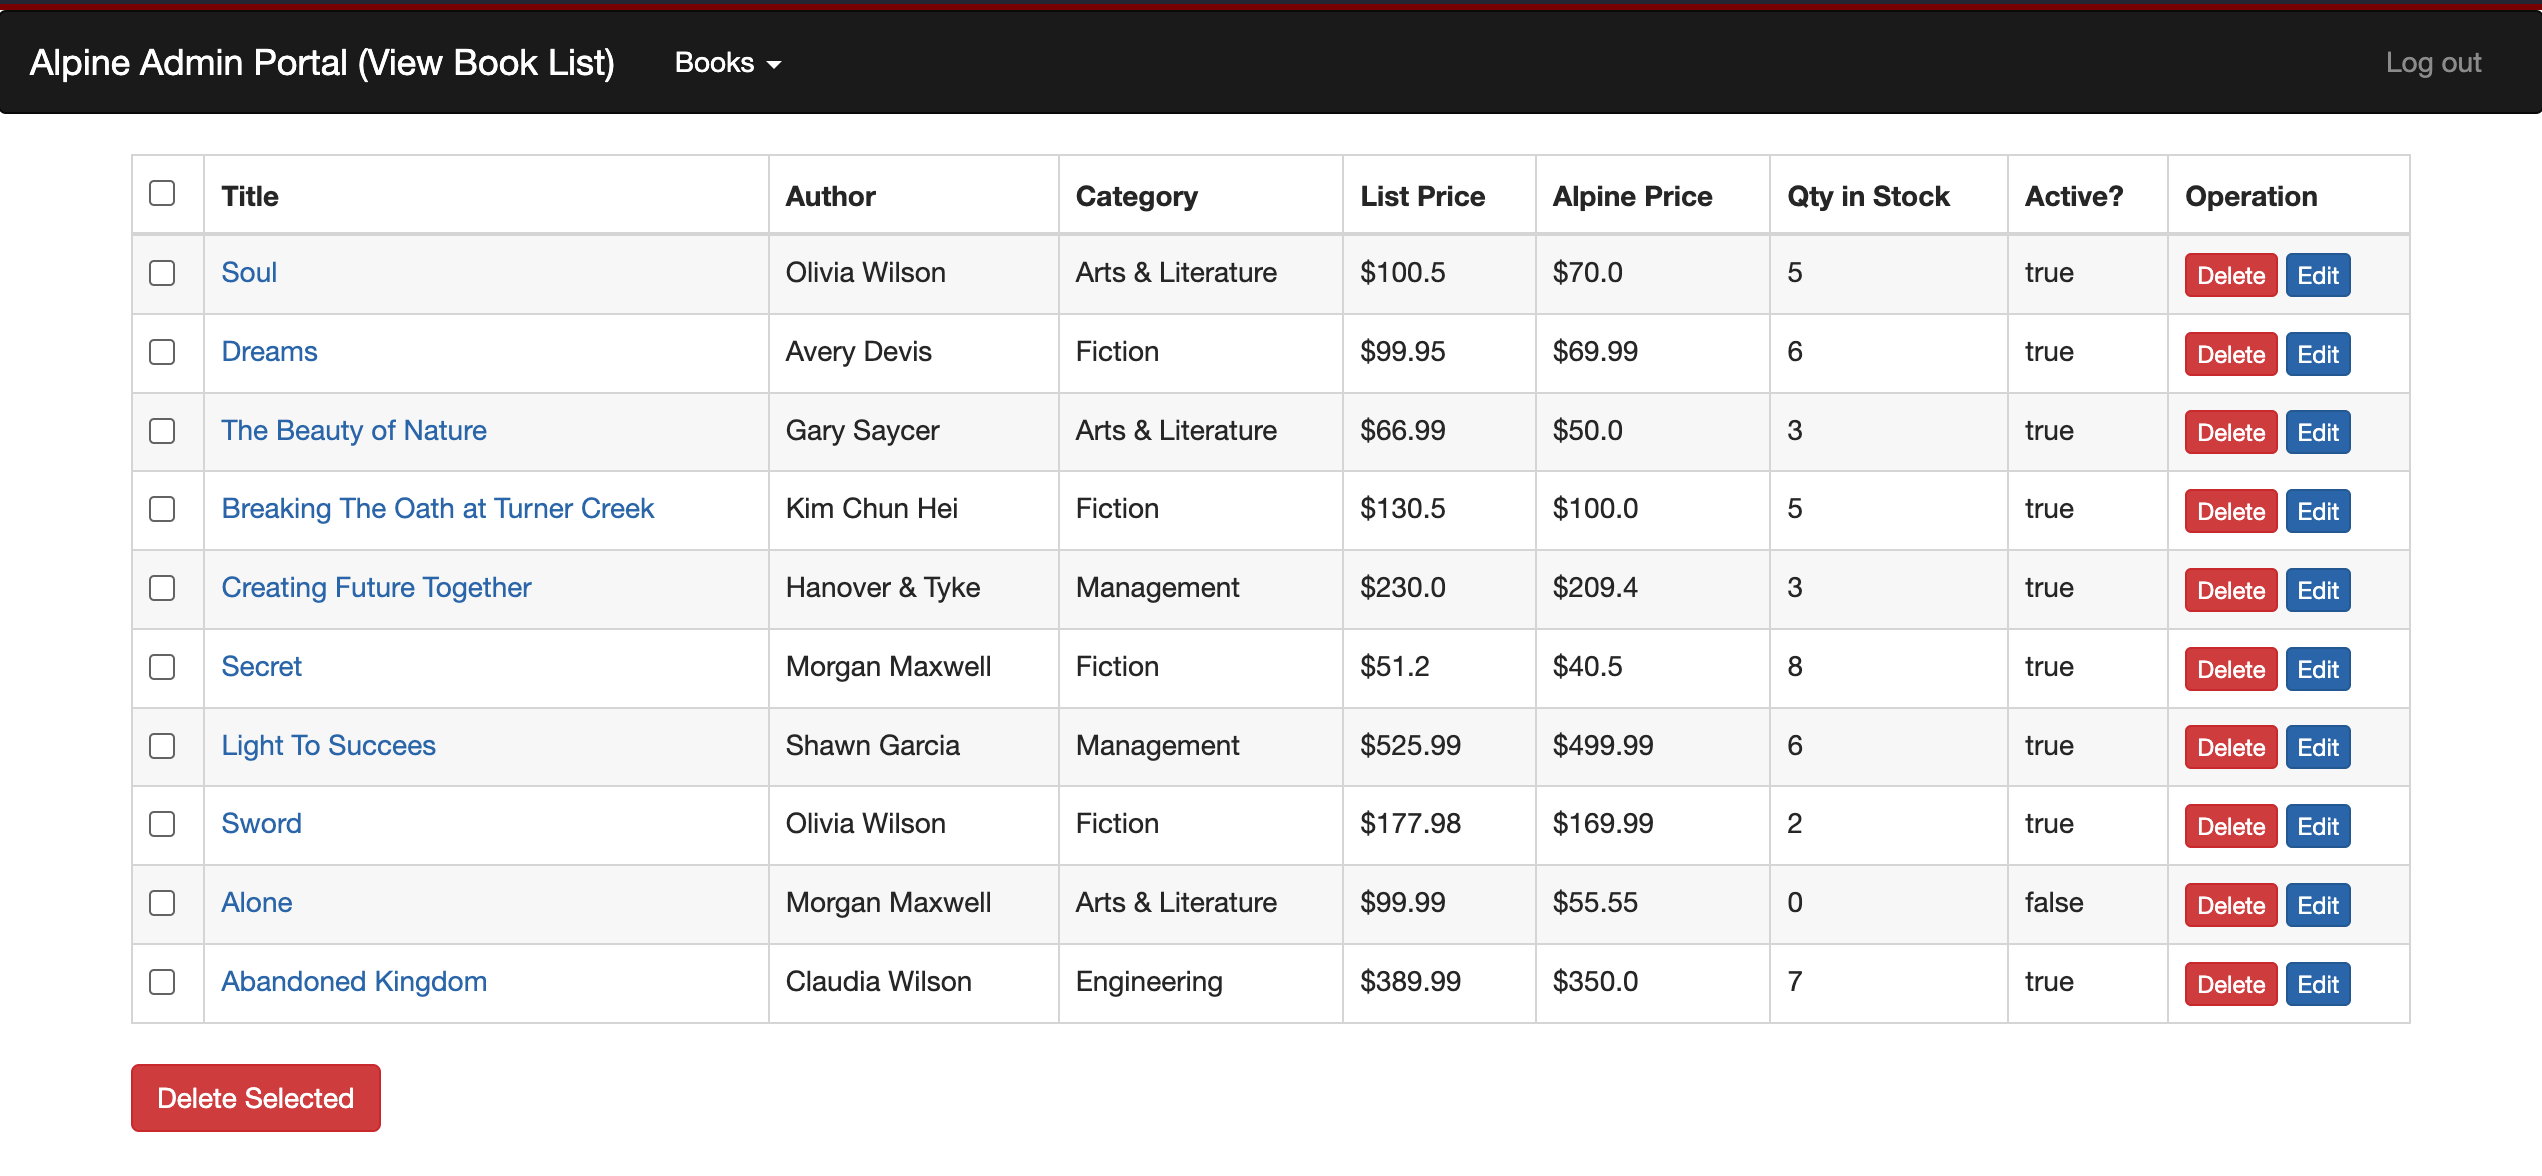 Alpine Admin Portal (View Book List) Books Log out
Title Author Category List Price Alpine Price Qty in Stock Active? Operation
Soul Olivia Wilson Arts & Literature $100.5 $70.0 5 true Delete Edit
Dreams Avery Devis Fiction $99.95 $69.99 6 true Delete Edit
The Beauty of Nature Gary Saycer Arts & Literature $66.99 $50.0 3 true Delete Edit
Breaking The Oath at Turner Creek Kim Chun Hei Fiction $130.5 $100.0 5 true Delete Edit
Creating Future Together Hanover & Tyke Management $230.0 $209.4 3 true Delete Edit
Secret Morgan Maxwell Fiction $51.2 $40.5 8 true Delete Edit
Light To Succees Shawn Garcia Management $525.99 $499.99 6 true Delete Edit
Sword Olivia Wilson Fiction $177.98 $169.99 2 true Delete Edit
Alone Morgan Maxwell Arts & Literature $99.99 $55.55 0 false Delete Edit
Abandoned Kingdom Claudia Wilson Engineering $389.99 $350.0 7 true Delete Edit
Delete Selected